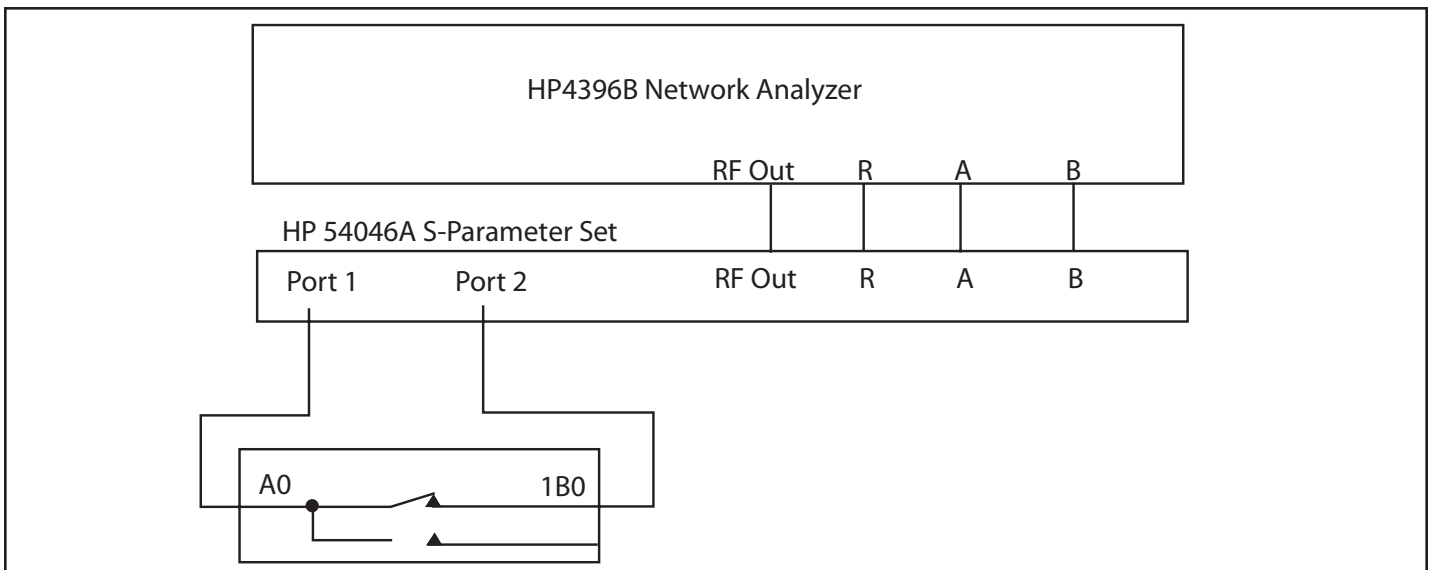 HP4396B Network Analyzer
RF Out R A B
HP 54046A S-Parameter Set
Port 1 Port 2 RF Out R A B
A0 1B0